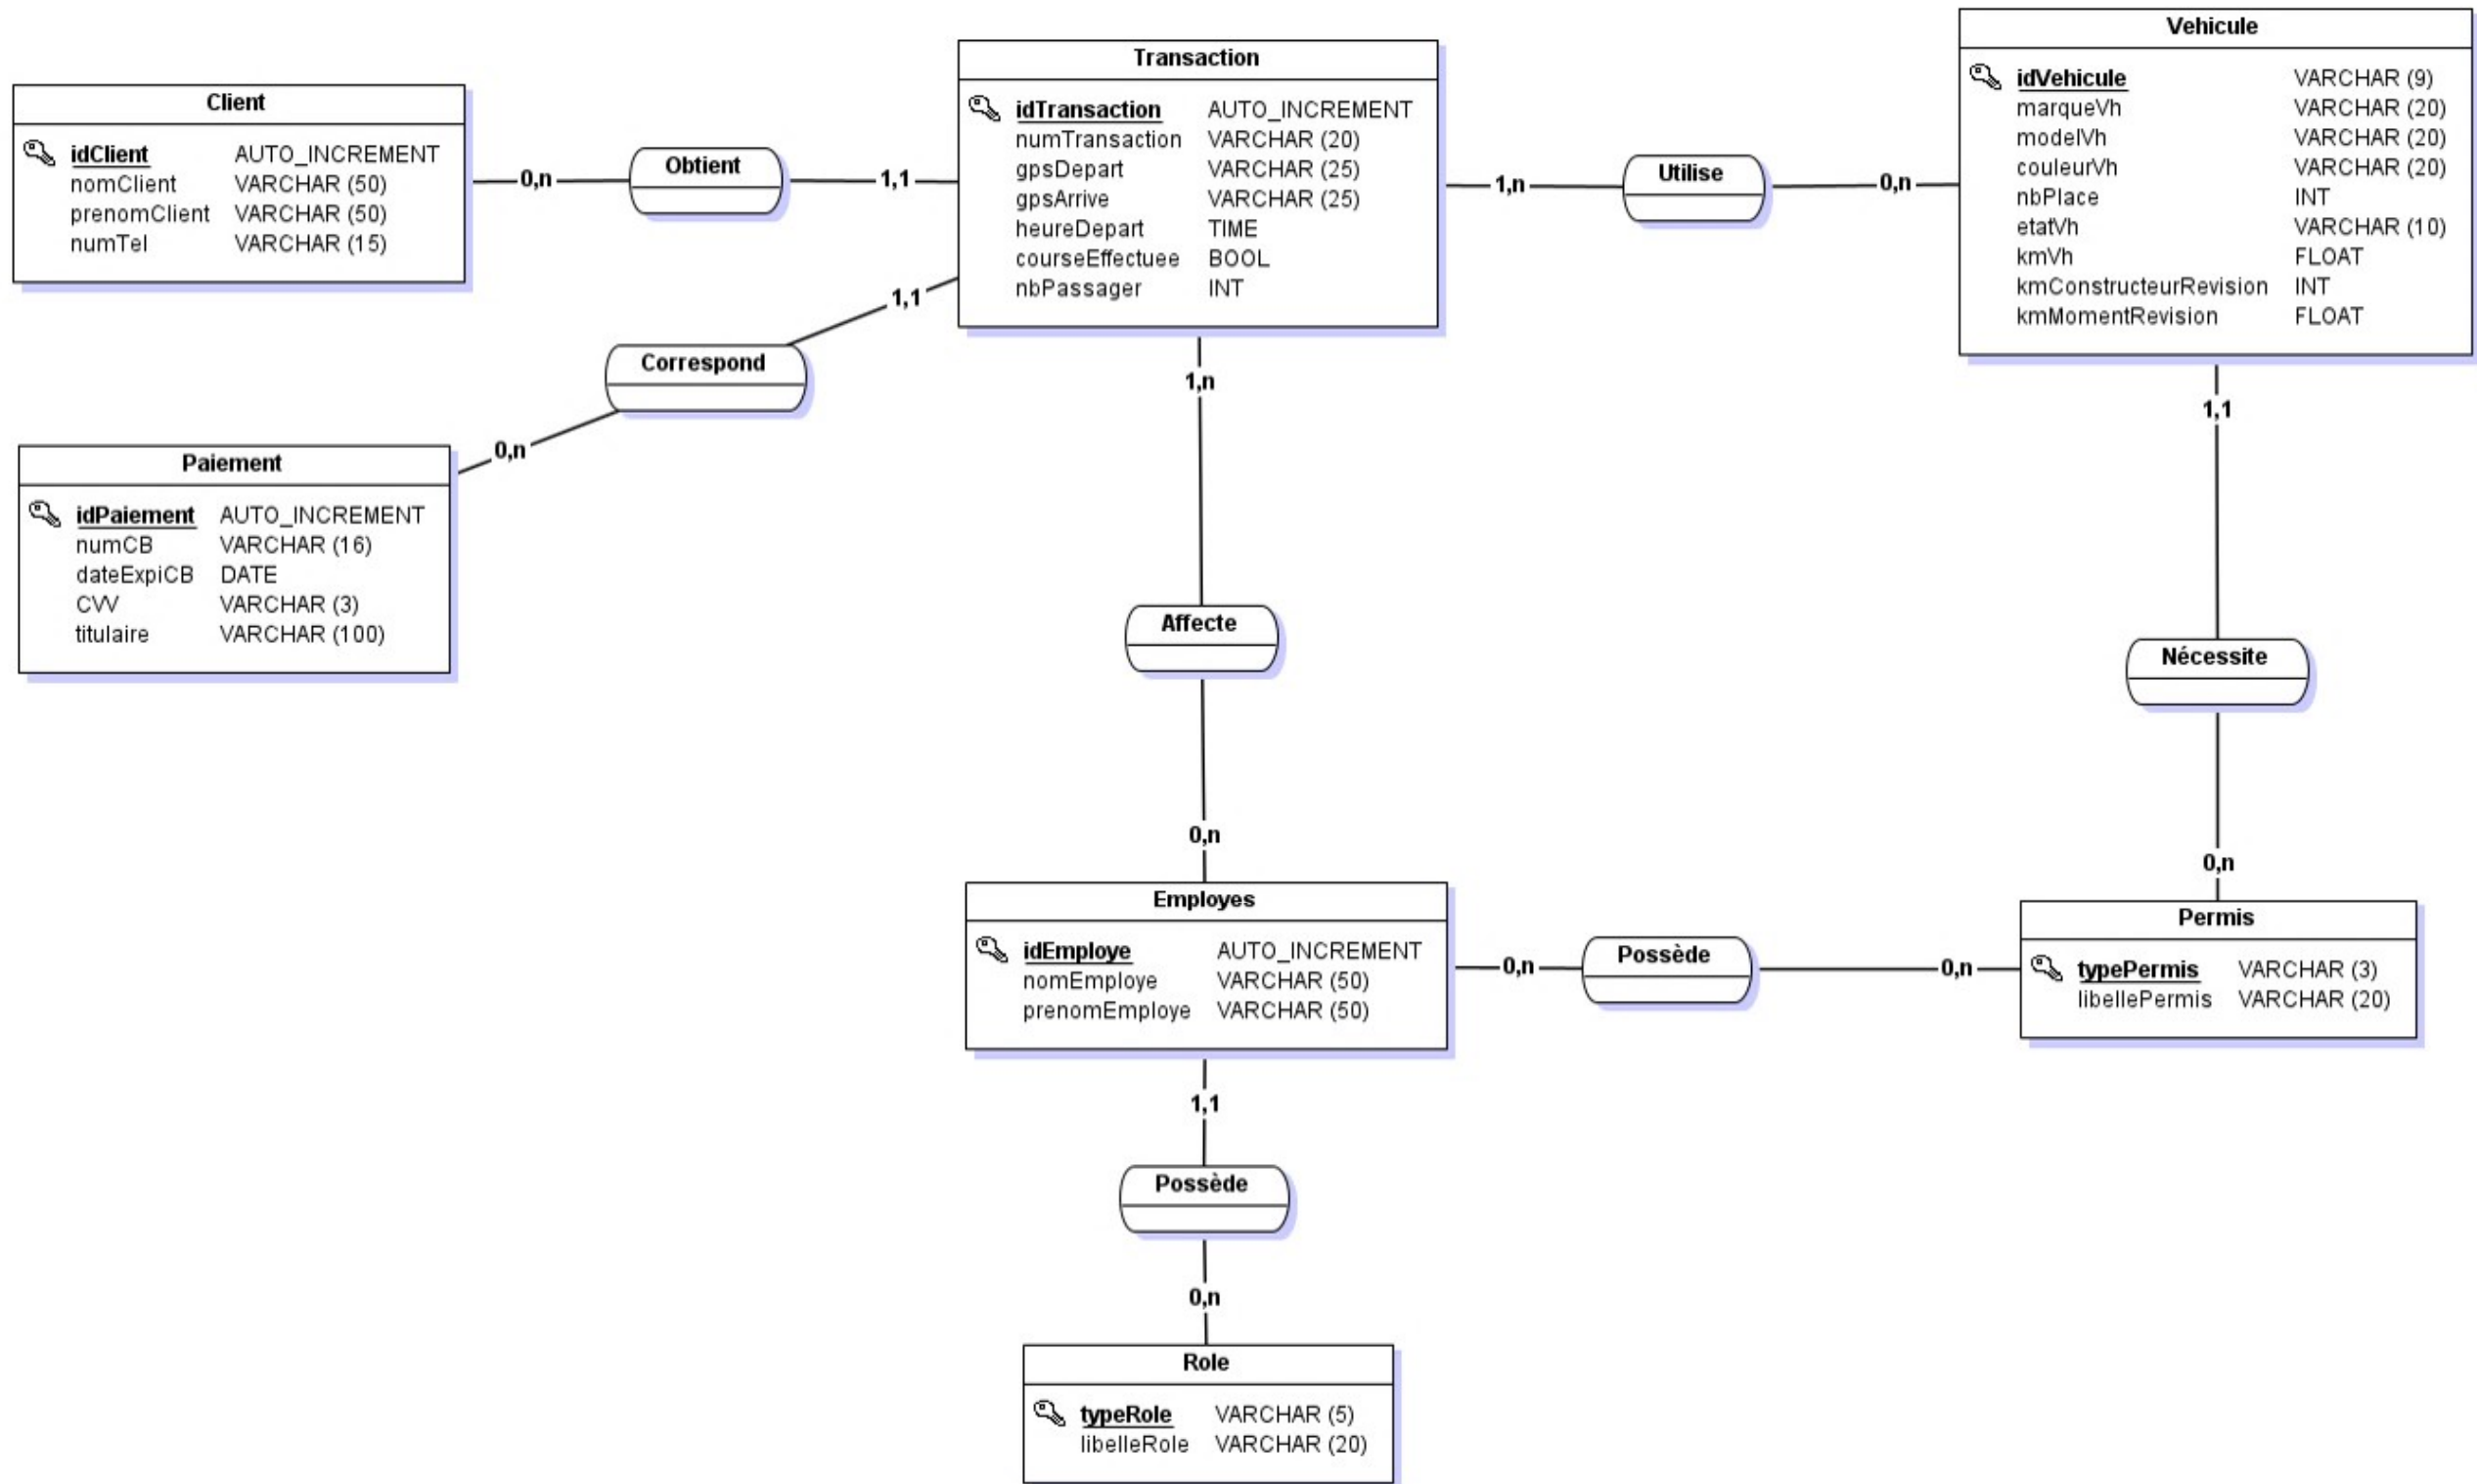 Client
idClient AUTO_INCREMENT
nomClient VARCHAR (50)
prenomClient VARCHAR (50)
numTel VARCHAR (15)
0,n
Obtient
1,1
Transaction
idTransaction AUTO_INCREMENT
numTransaction VARCHAR (20)
gpsDepart VARCHAR (25)
gpsArrive VARCHAR (25)
heureDepart TIME
courseEffectuee BOOL
nbPassager INT
1,n
Utilise
0,n
Vehicule
idVehicule VARCHAR (9)
marqueVh VARCHAR (20)
modelVh VARCHAR (20)
couleurVh VARCHAR (20)
nbPlace INT
etatVh VARCHAR (10)
kmVh FLOAT
kmConstructeurRevision INT
kmMomentRevision FLOAT
1,1
Correspond
0,n
Paiement
idPaiement AUTO_INCREMENT
numCB VARCHAR (16)
dateExpiCB DATE
CVV VARCHAR (3)
titulaire VARCHAR (100)
1,n
Affecte
0,n
1,1
Nécessite
0,n
Employes
idEmploye AUTO_INCREMENT
nomEmploye VARCHAR (50)
prenomEmploye VARCHAR (50)
0,n
Possède
0,n
Permis
typePermis VARCHAR (3)
libellePermis VARCHAR (20)
1,1
Possède
0,n
Role
typeRole VARCHAR (5)
libelleRole VARCHAR (20)